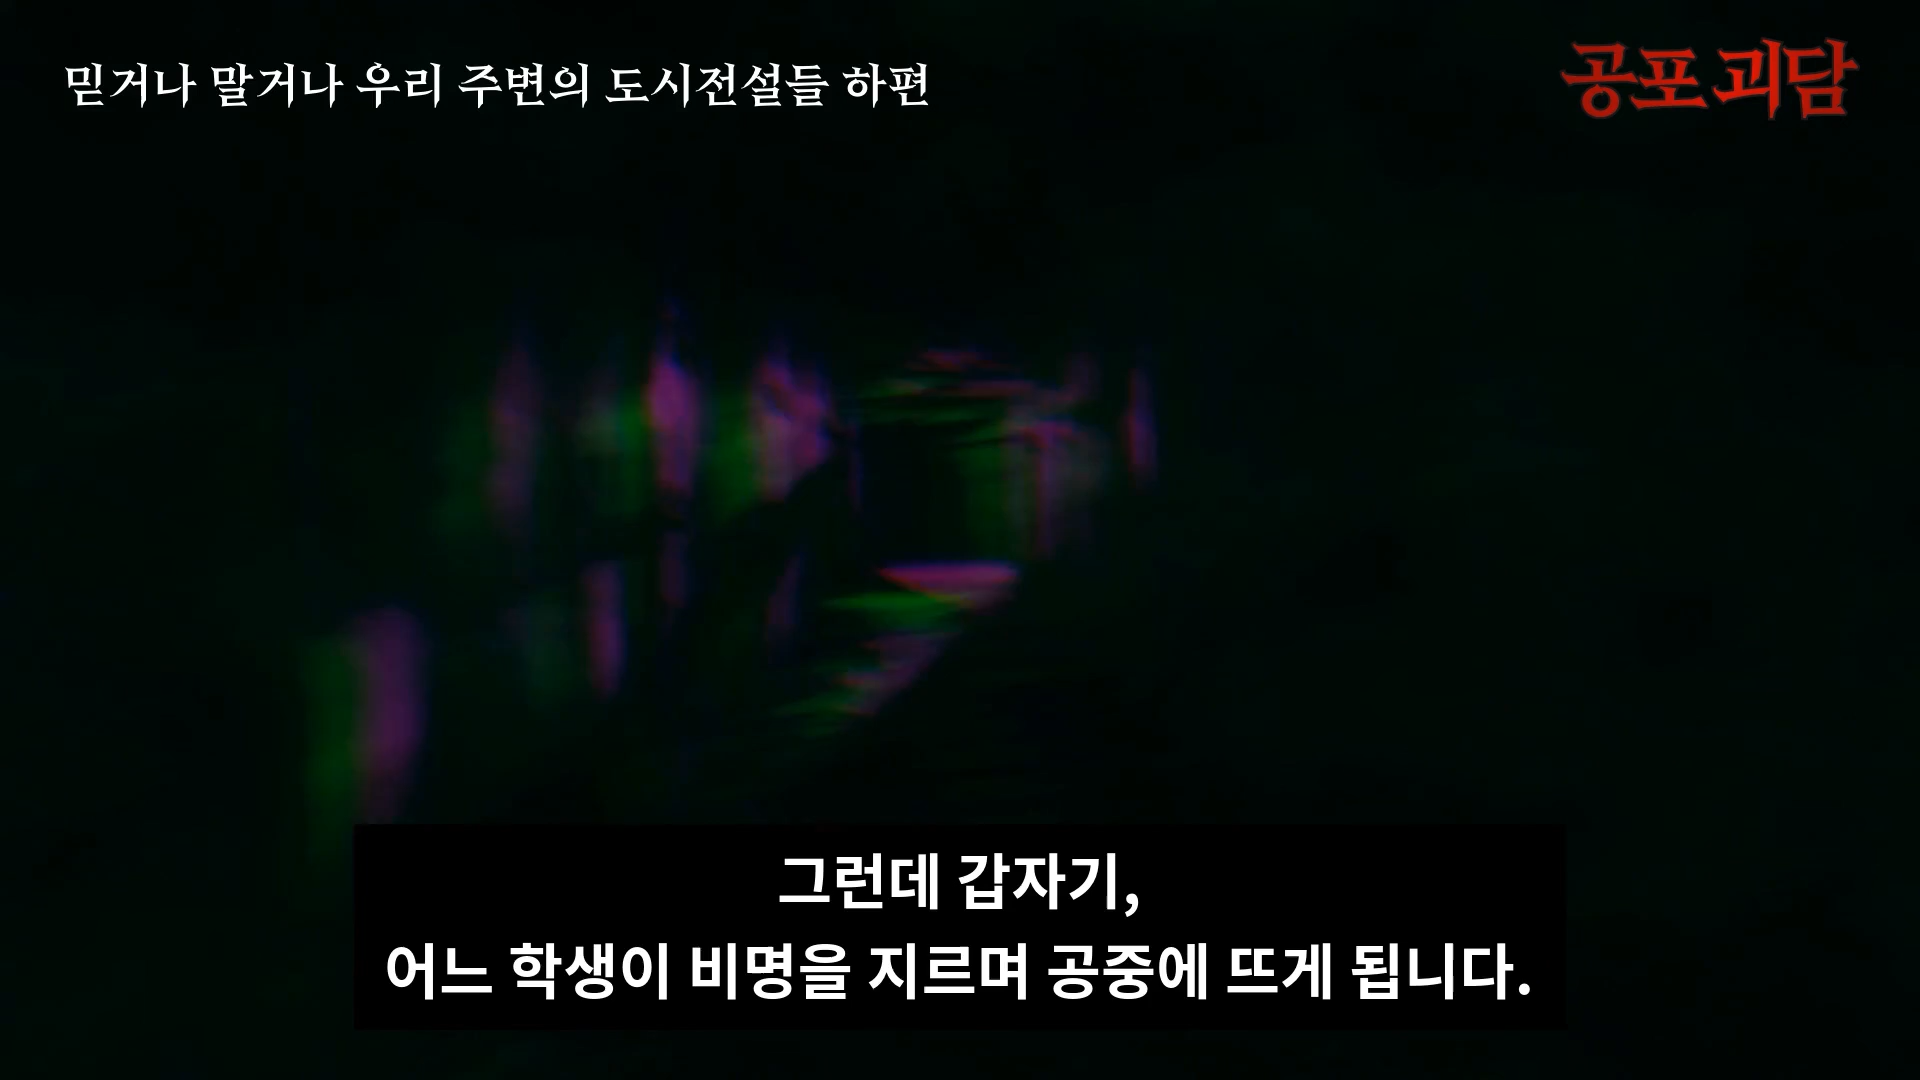 믿거나 말거나 우리 주변의 도시전설들 하편
공포 괴담
그런데 갑자기,
어느 학생이 비명을 지르며 공중에 뜨게 됩니다.